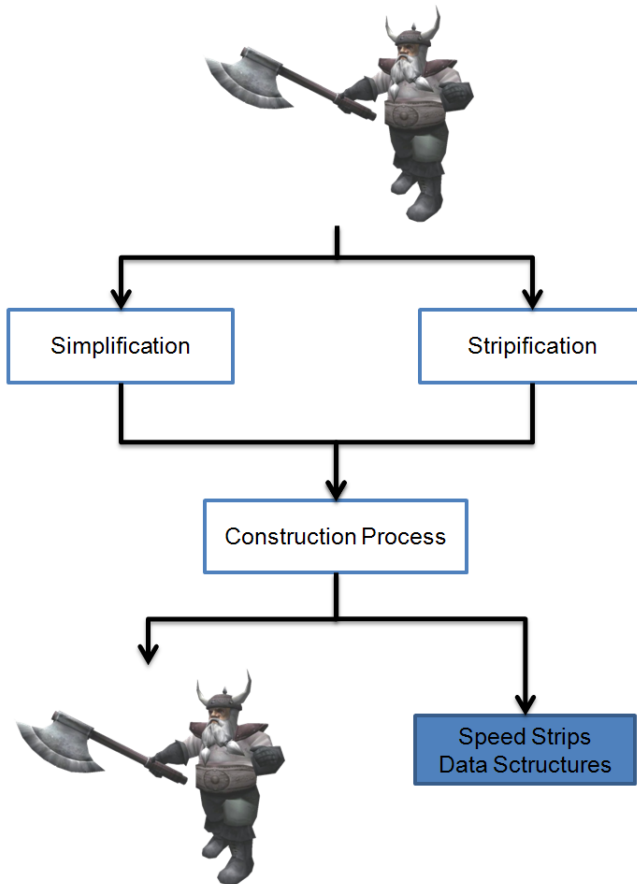 Simplification
Stripification
Construction Process
Speed Strips
Data Sctructures